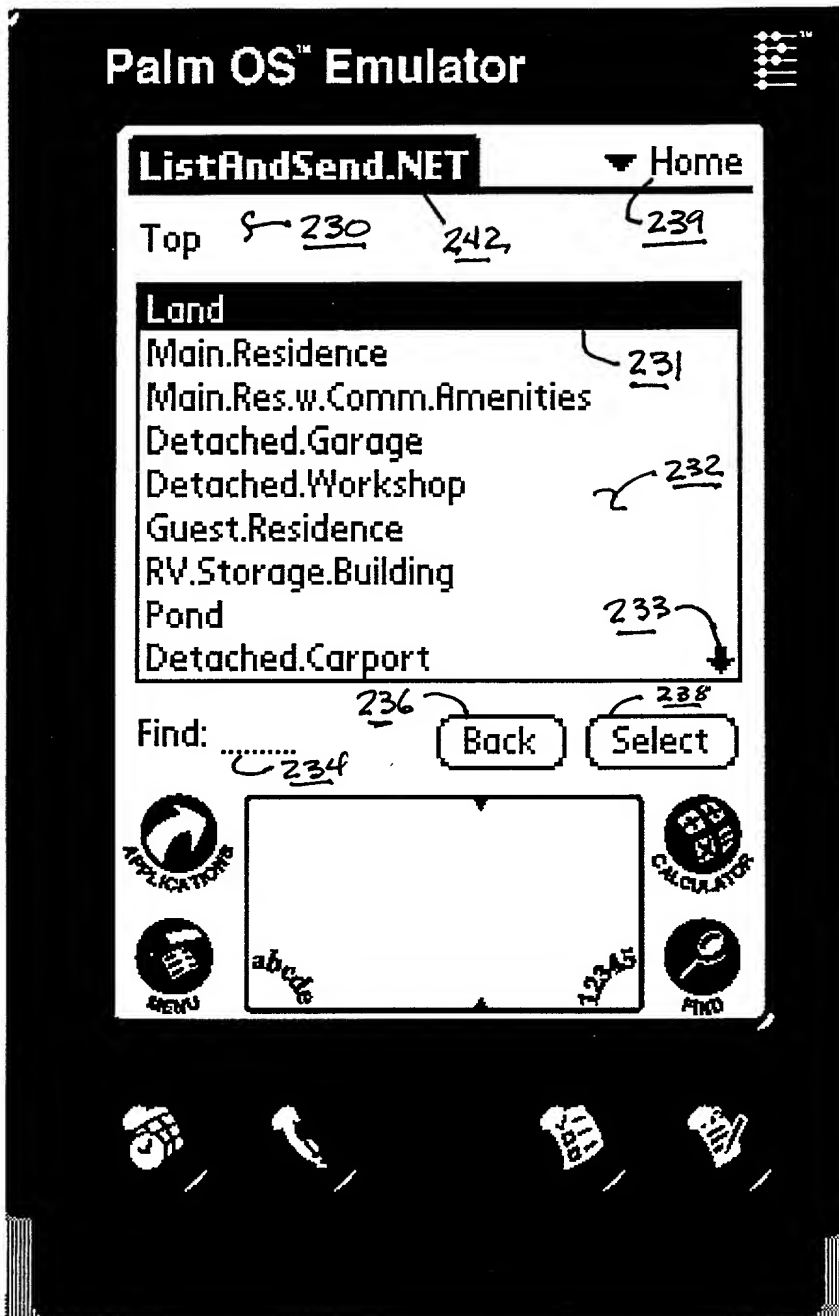 Palm OS™ Emulator ™
ListAndSend.NET Home
Top 230 242 239
Land
Main.Residence 231
Main.Res.w.Comm.Amenities
Detached.Garage
Detached.Workshop 232
Guest.Residence
RV.Storage.Building
Pond 233
Detached.Carport
236 238
Find: Back Select
234
APPLICATIONS CALCULATOR
abcde 12345
MENU FIND